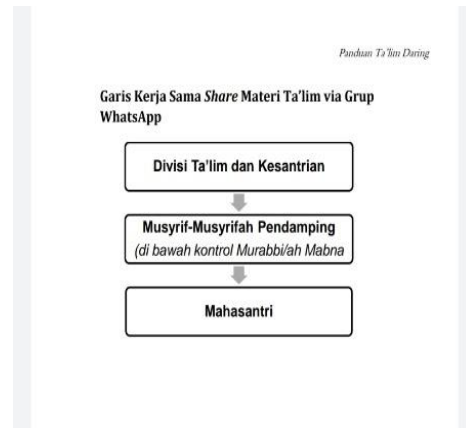 Panduan Ta'lim Daring
Garis Kerja Sama Share Materi Ta'lim via Grup
WhatsApp
Divisi Ta'lim dan Kesantrian
Musyrif-Musyrifah Pendamping
(di bawah kontrol Murabbi/ah Mabna
Mahasantri